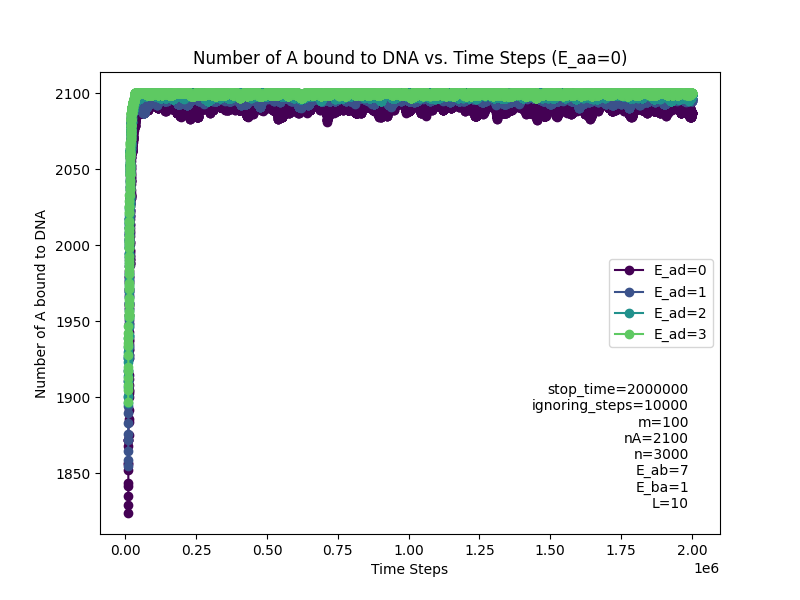 Number of A bound to DNA vs. Time Steps (E_aa=0)
Number of A bound to DNA
2100
2050
2000
1950
1900
1850
E_ad=0
E_ad=1
E_ad=2
E_ad=3
stop_time=2000000
ignoring_steps=10000
m=100
nA=2100
n=3000
E_ab=7
E_ba=1
L=10
0.00 0.25 0.50 0.75 1.00 1.25 1.50 1.75 2.00
1e6
Time Steps